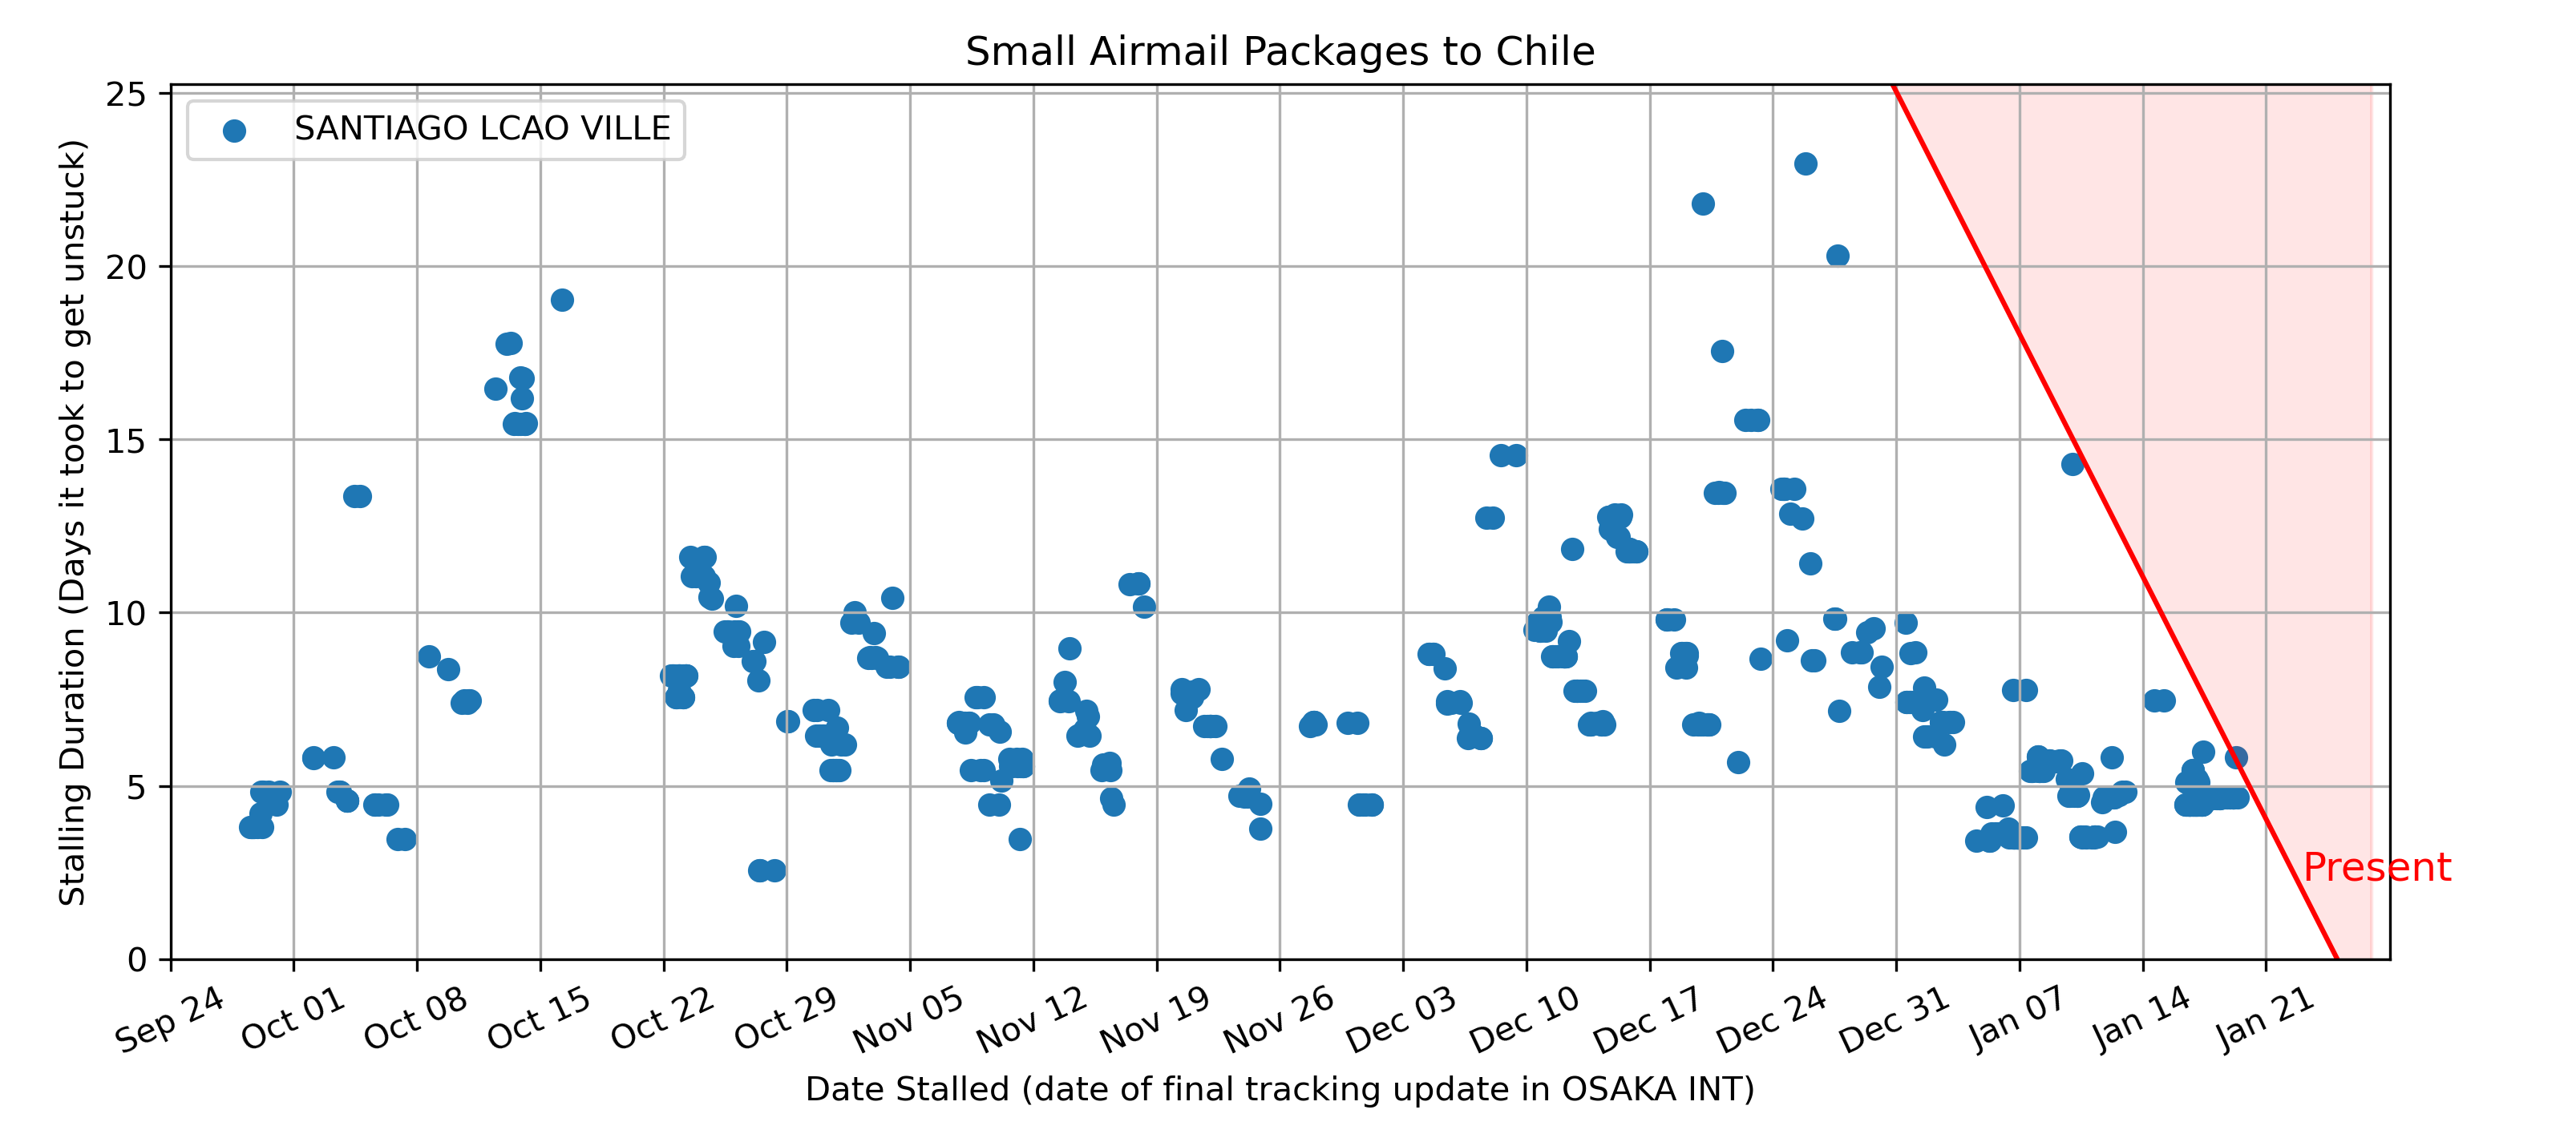 Small Airmail Packages to Chile
SANTIAGO LCAO VILLE
Stalling Duration (Days it took to get unstuck)
25
20
15
10
5
0
Present
Sep 24
Oct 01
Oct 08
Oct 15
Oct 22
Oct 29
Nov 05
Nov 12
Nov 19
Nov 26
Dec 03
Dec 10
Dec 17
Dec 24
Dec 31
Jan 07
Jan 14
Jan 21
Date Stalled (date of final tracking update in OSAKA INT)